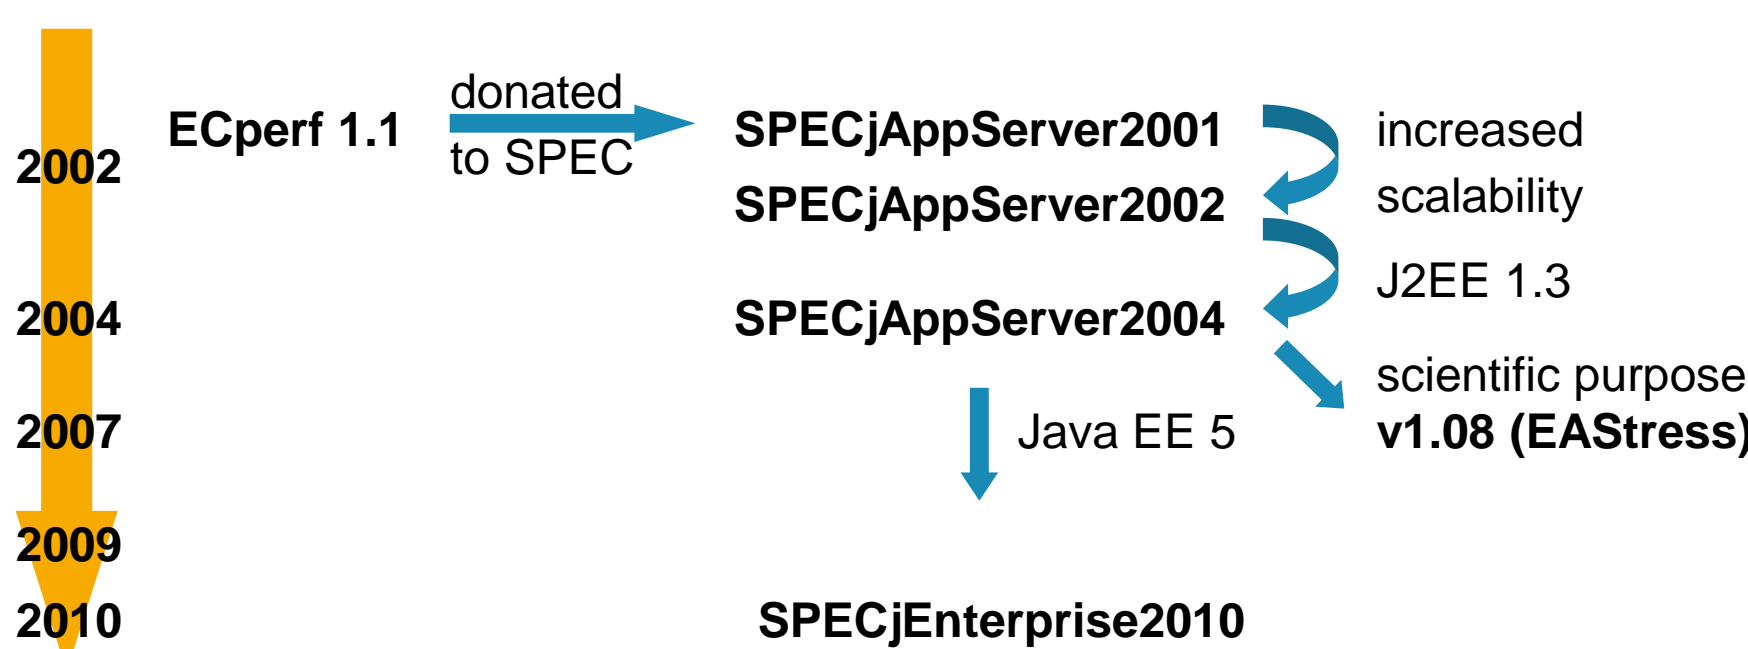 donated
ECperf 1.1
SPECjAppServer2001
increased
2002
to SPEC
SPECjAppServer2002
scalability
J2EE 1.3
2004
SPECjAppServer2004
scientific purpose
2007
Java EE 5
v1.08 (EAStress)
2009
2010
SPECjEnterprise2010